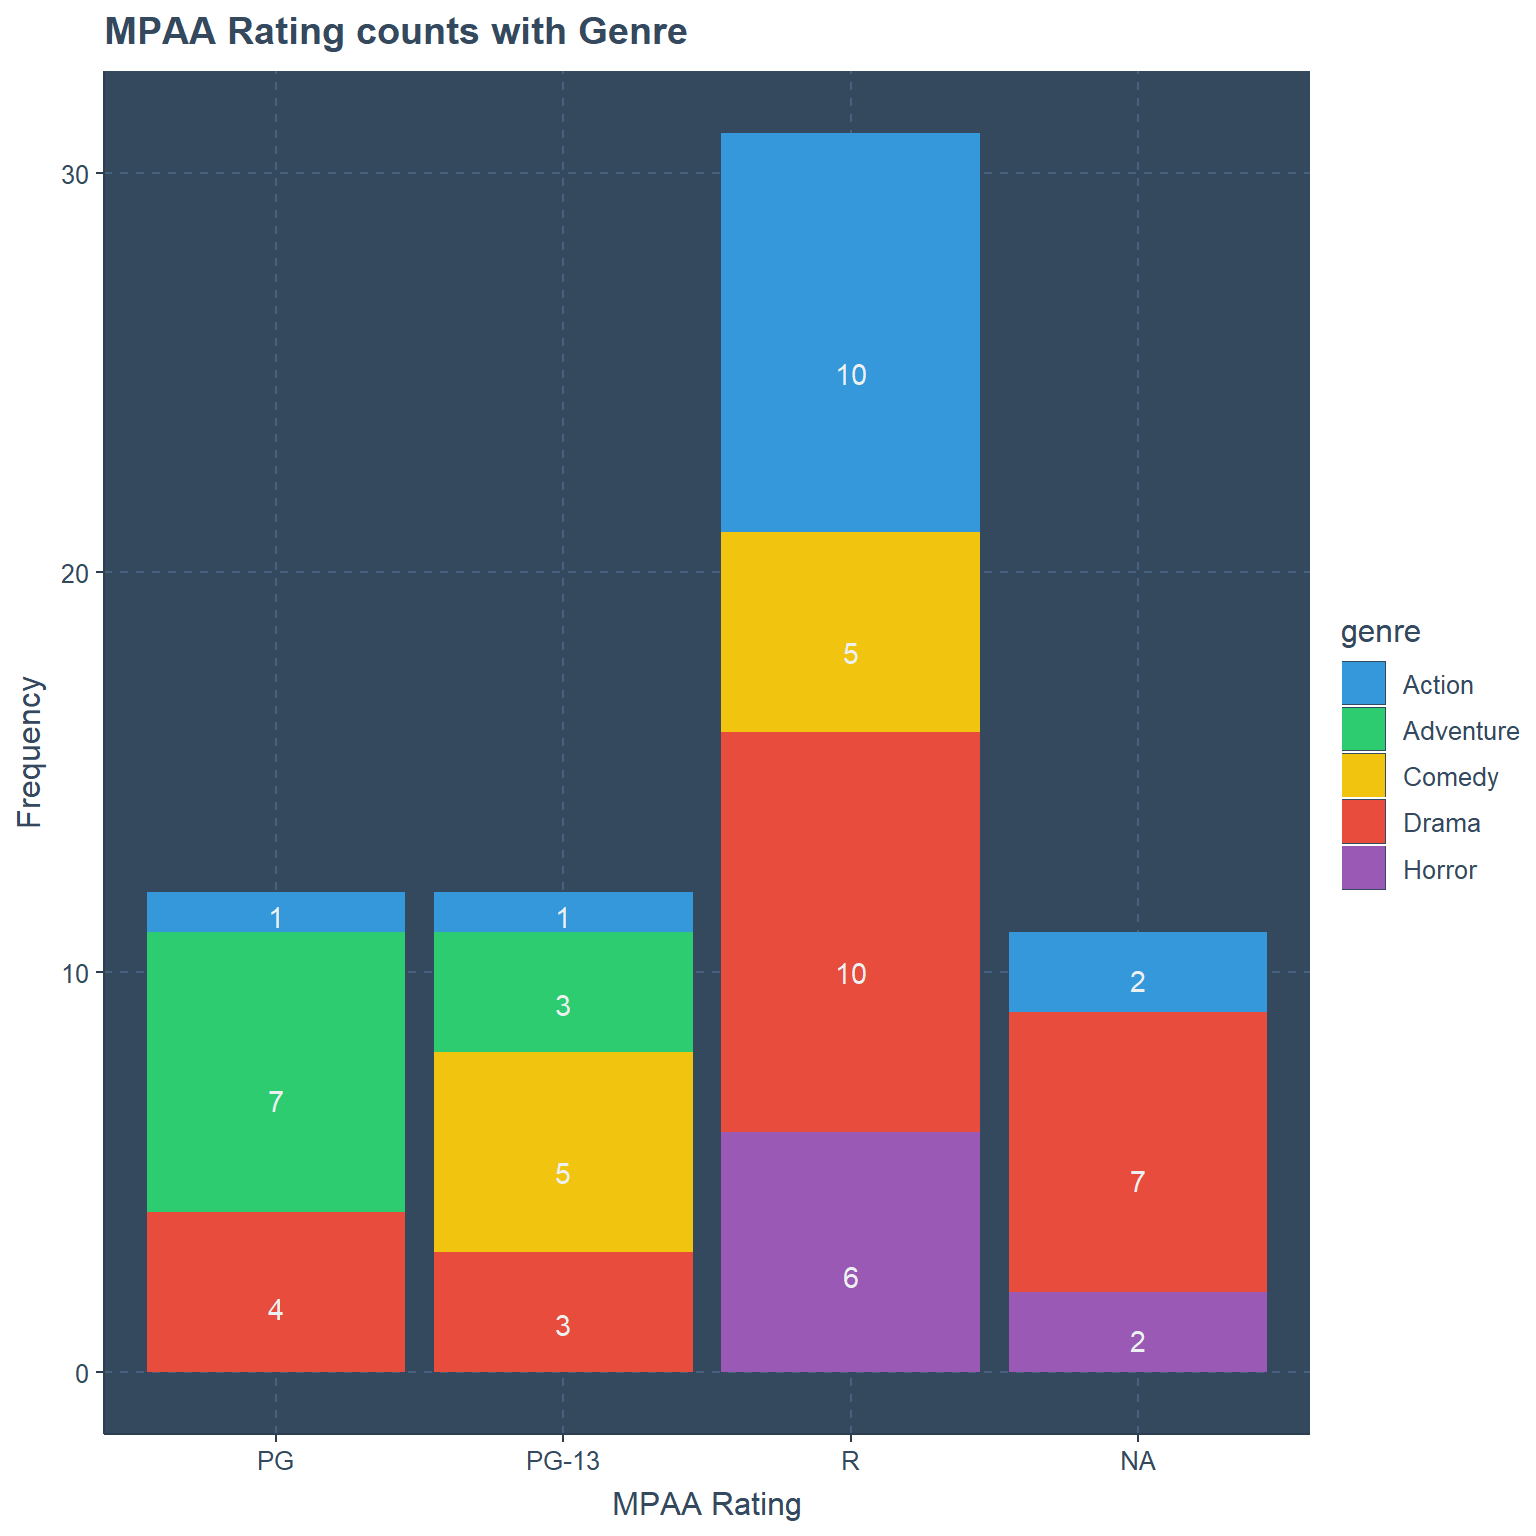 MPAA Rating counts with Genre
Frequency
30
20
10
0
10
5
10
6
1
7
4
1
3
5
3
2
7
2
PG PG-13 R NA
MPAA Rating
genre
Action
Adventure
Comedy
Drama
Horror